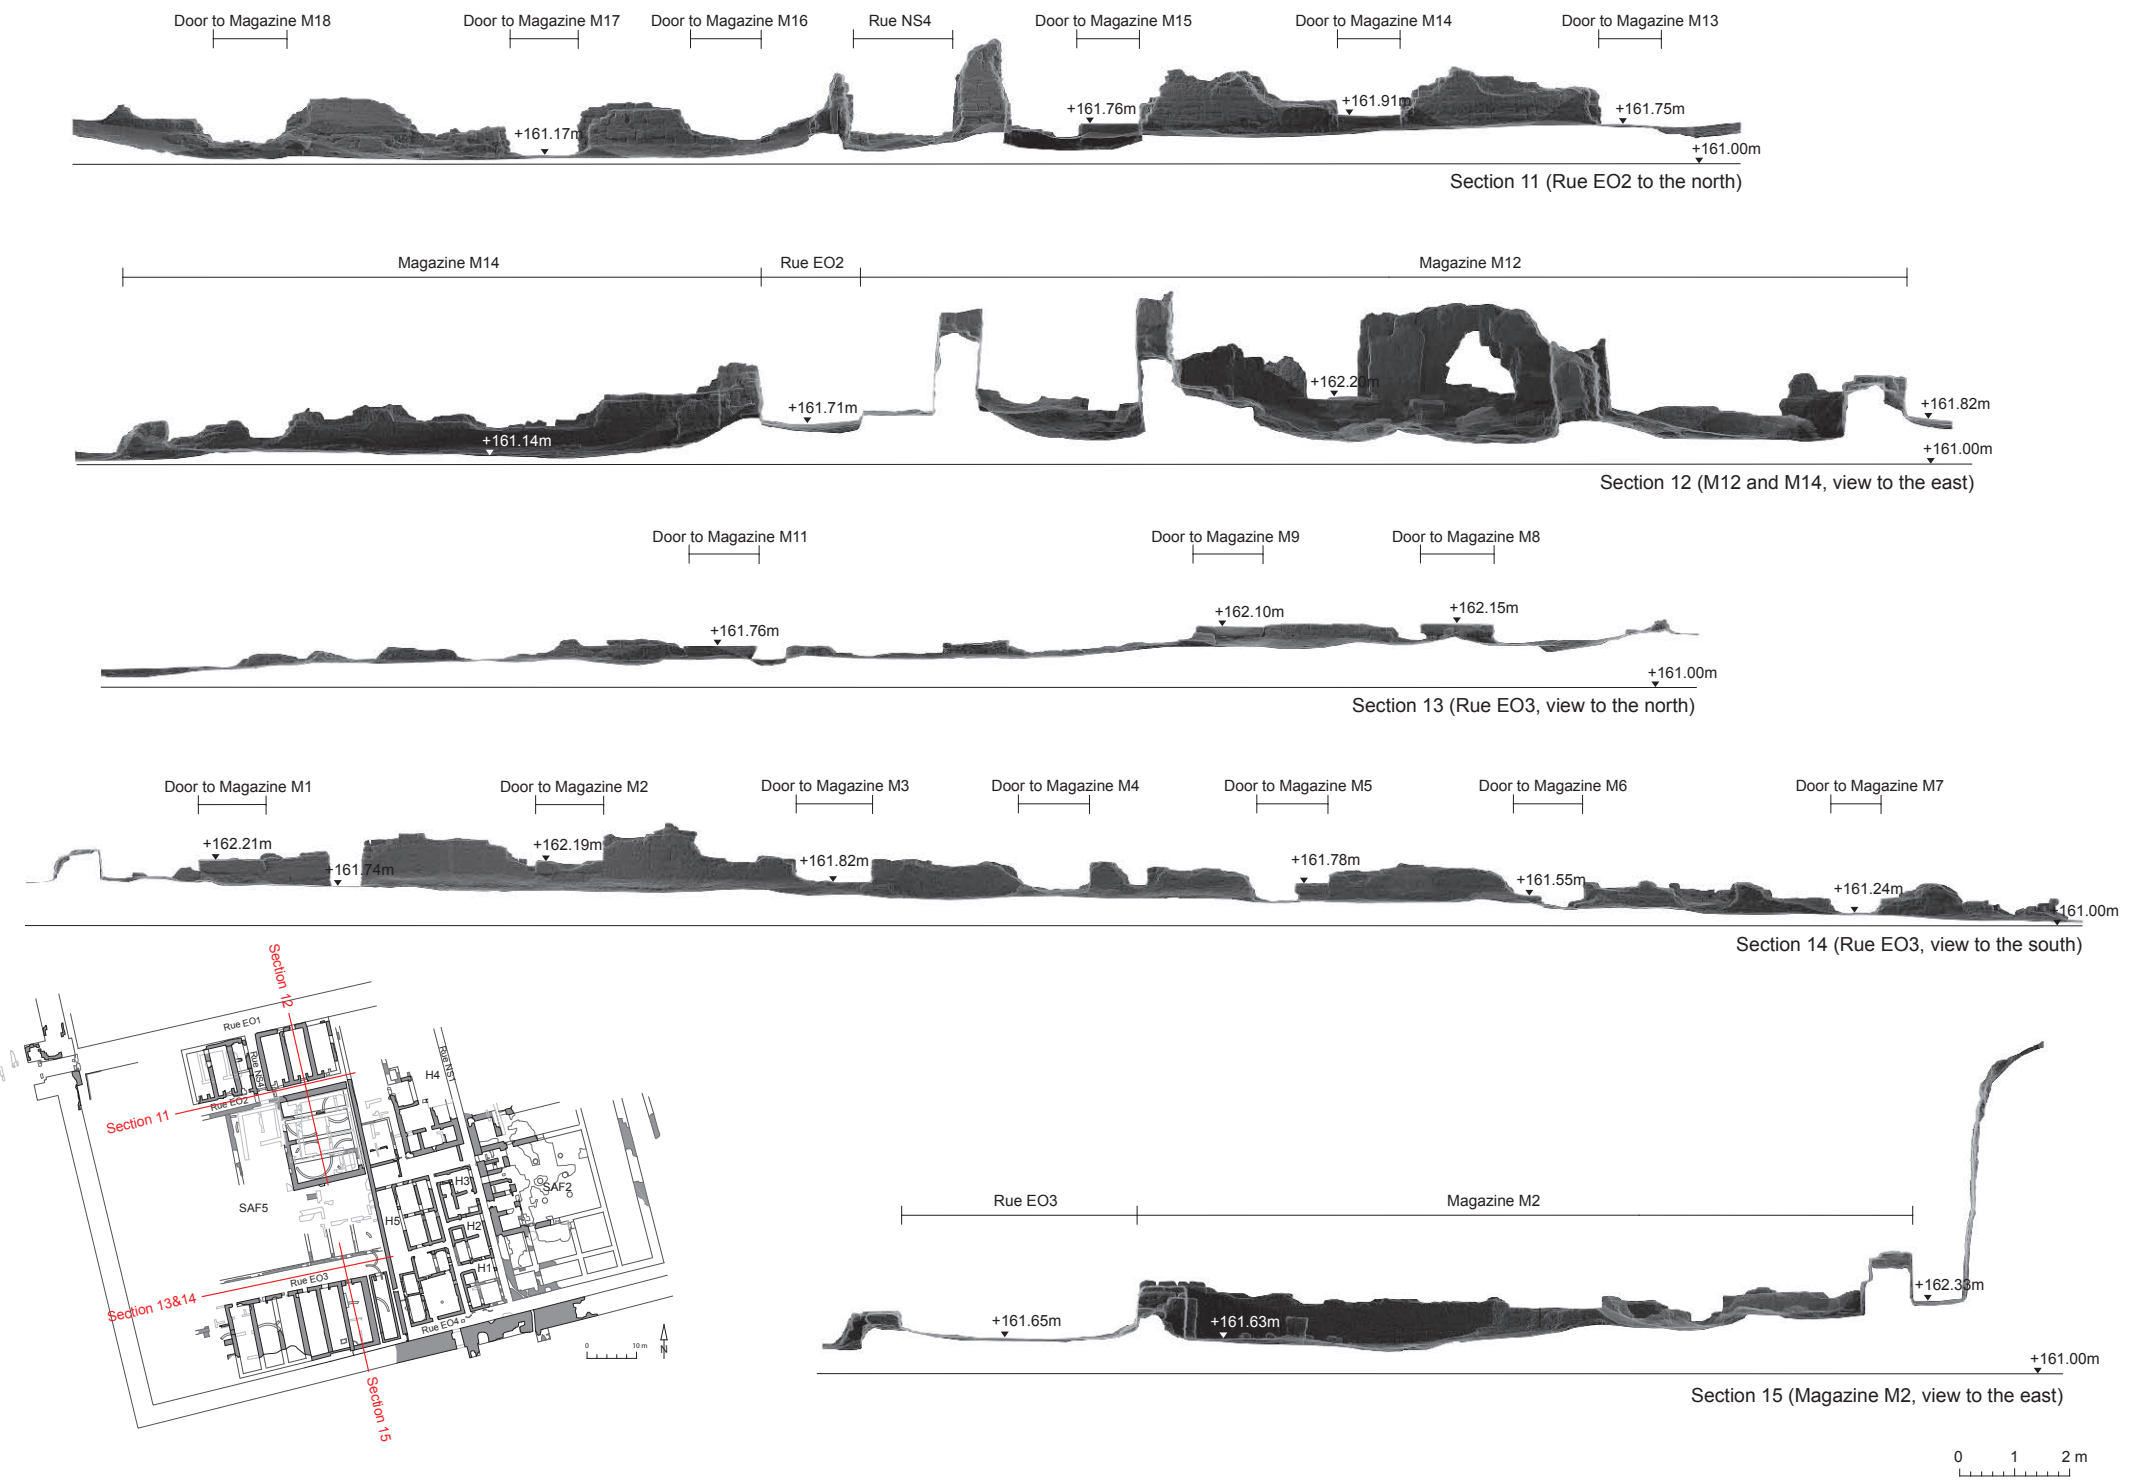 Door to Magazine M18
Door to Magazine M17
Door to Magazine M16
Rue NS4
Door to Magazine M15
Door to Magazine M14
Door to Magazine M13
+161.17m
+161.76m
+161.91m
+161.75m
+161.00m
Section 11 (Rue EO2 to the north)
Magazine M14
Rue EO2
Magazine M12
+161.14m
+161.71m
+162.20m
+161.82m
+161.00m
Section 12 (M12 and M14, view to the east)
Door to Magazine M11
Door to Magazine M9
Door to Magazine M8
+161.76m
+162.10m
+162.15m
+161.00m
Section 13 (Rue EO3, view to the north)
Door to Magazine M1
Door to Magazine M2
Door to Magazine M3
Door to Magazine M4
Door to Magazine M5
Door to Magazine M6
Door to Magazine M7
+162.21m
+161.74m
+162.19m
+161.82m
+161.78m
+161.55m
+161.24m
+161.00m
Section 14 (Rue EO3, view to the south)
Section 12
Rue EO1
Rue NS4
Rue EO2
Section 11
H4
Rue NS1
H3
SAF2
SAF5
H5
H2
H1
Rue EO3
Section 13&14
Rue EO4
0 10 m
N
Section 15
Rue EO3
Magazine M2
+161.65m
+161.63m
+162.33m
+161.00m
Section 15 (Magazine M2, view to the east)
0 1 2 m